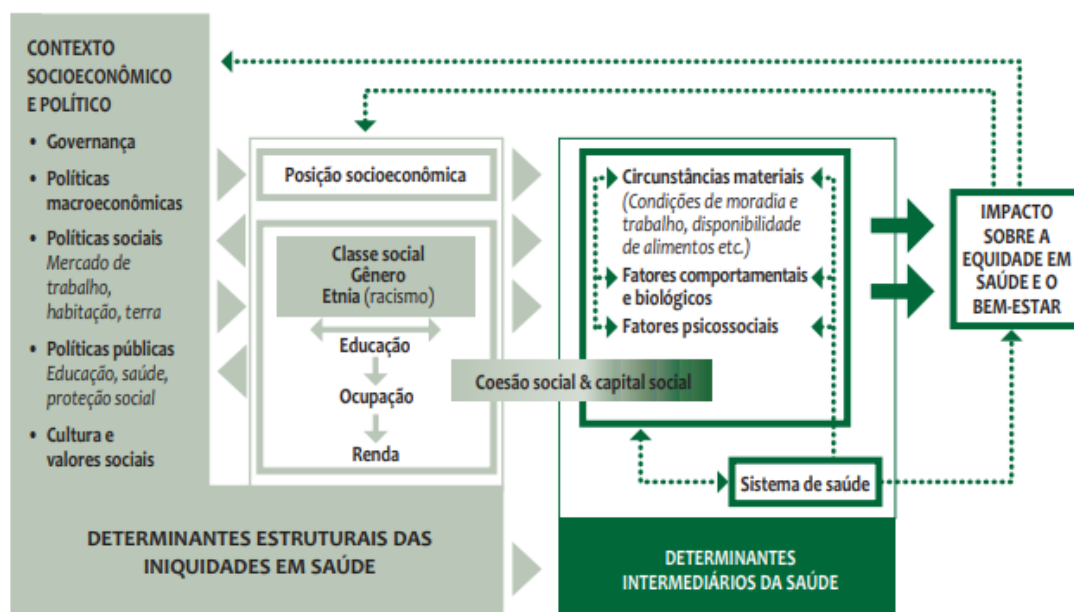 CONTEXTO
SOCIOECONÔMICO
E POLÍTICO
• Governança
• Políticas
macroeconômicas
• Políticas sociais
Mercado de
trabalho,
habitação, terra
• Políticas públicas
Educação, saúde,
proteção social
• Cultura e
valores sociais
Posição socioeconômica
Classe social
Gênero
Etnia (racismo)
Educação
Ocupação
Renda
DETERMINANTES ESTRUTURAIS DAS
INIQUIDADES EM SAÚDE
Coesão social & capital social
Circunstâncias materiais
(Condições de moradia e
trabalho, disponibilidade
de alimentos etc.)
Fatores comportamentais
e biológicos
Fatores psicossociais
Sistema de saúde
DETERMINANTES
INTERMEDIÁRIOS DA SAÚDE
IMPACTO
SOBRE A
EQUIDADE EM
SAÚDE E O
BEM-ESTAR